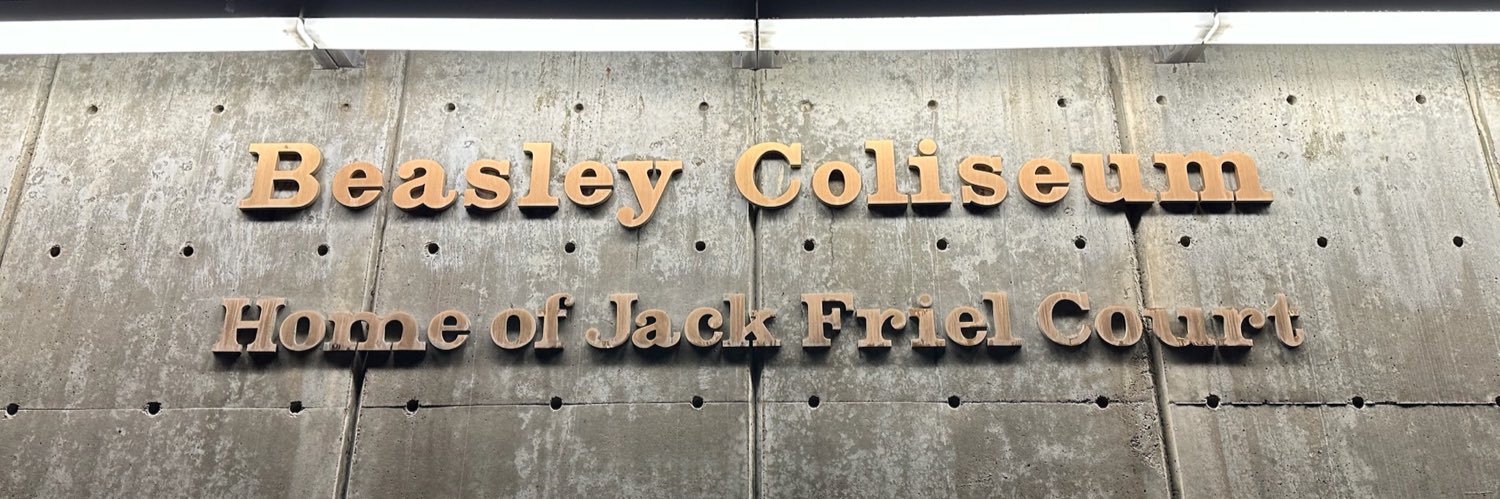 Beasley Coliseum
Home of Jack Friel Court